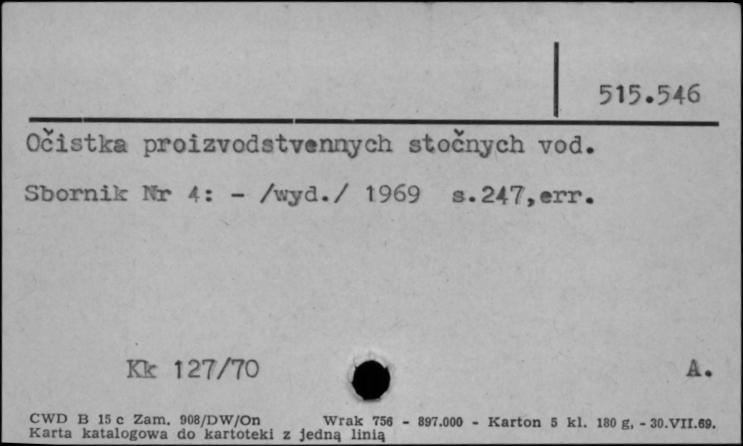 515.546
Očistka proizvodstvennych stočnych vod.
Sbornik Nr 4: - /wyd./ 1969 s.247,err.
Kk 127/70 A.
CWD B 15 c Zam. 908/DW/On Wrak 756 - 897.000 - Karton 5 kl. 180 g. - 30.VII.69.
Karta katalogowa do kartoteki z jedną linią